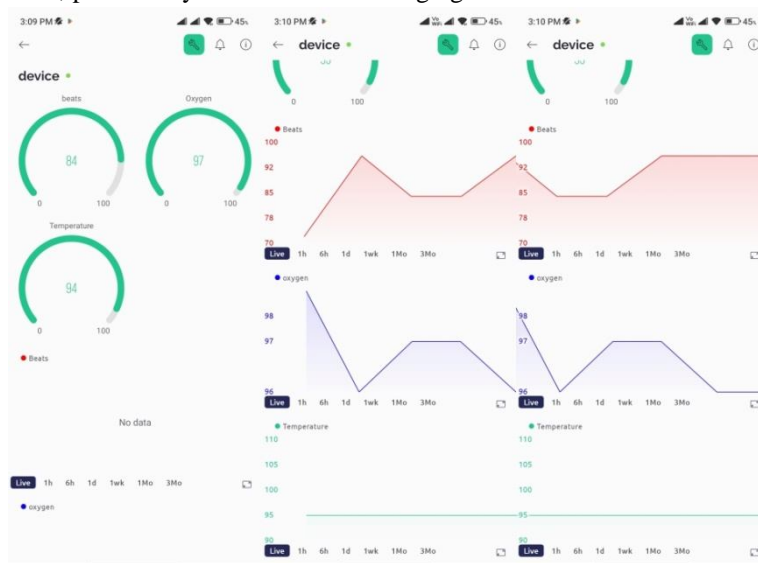 3:09 PM
45%
device
beats
84
0
100
Oxygen
97
0
100
Temperature
94
0
100
Beats
No data
Live 1h 6h 1d 1wk 1Mo 3Mo
oxygen
3:10 PM
Vo WiFi
45%
device
0
100
Beats
100
92
85
78
70
Live 1h 6h 1d 1wk 1Mo 3Mo
oxygen
98
97
96
Live 1h 6h 1d 1wk 1Mo 3Mo
Temperature
110
105
100
95
90
Live 1h 6h 1d 1wk 1Mo 3Mo
3:10 PM
Vo WiFi
45%
device
0
100
Beats
100
92
85
78
70
Live 1h 6h 1d 1wk 1Mo 3Mo
oxygen
98
97
96
Live 1h 6h 1d 1wk 1Mo 3Mo
Temperature
110
105
100
95
90
Live 1h 6h 1d 1wk 1Mo 3Mo